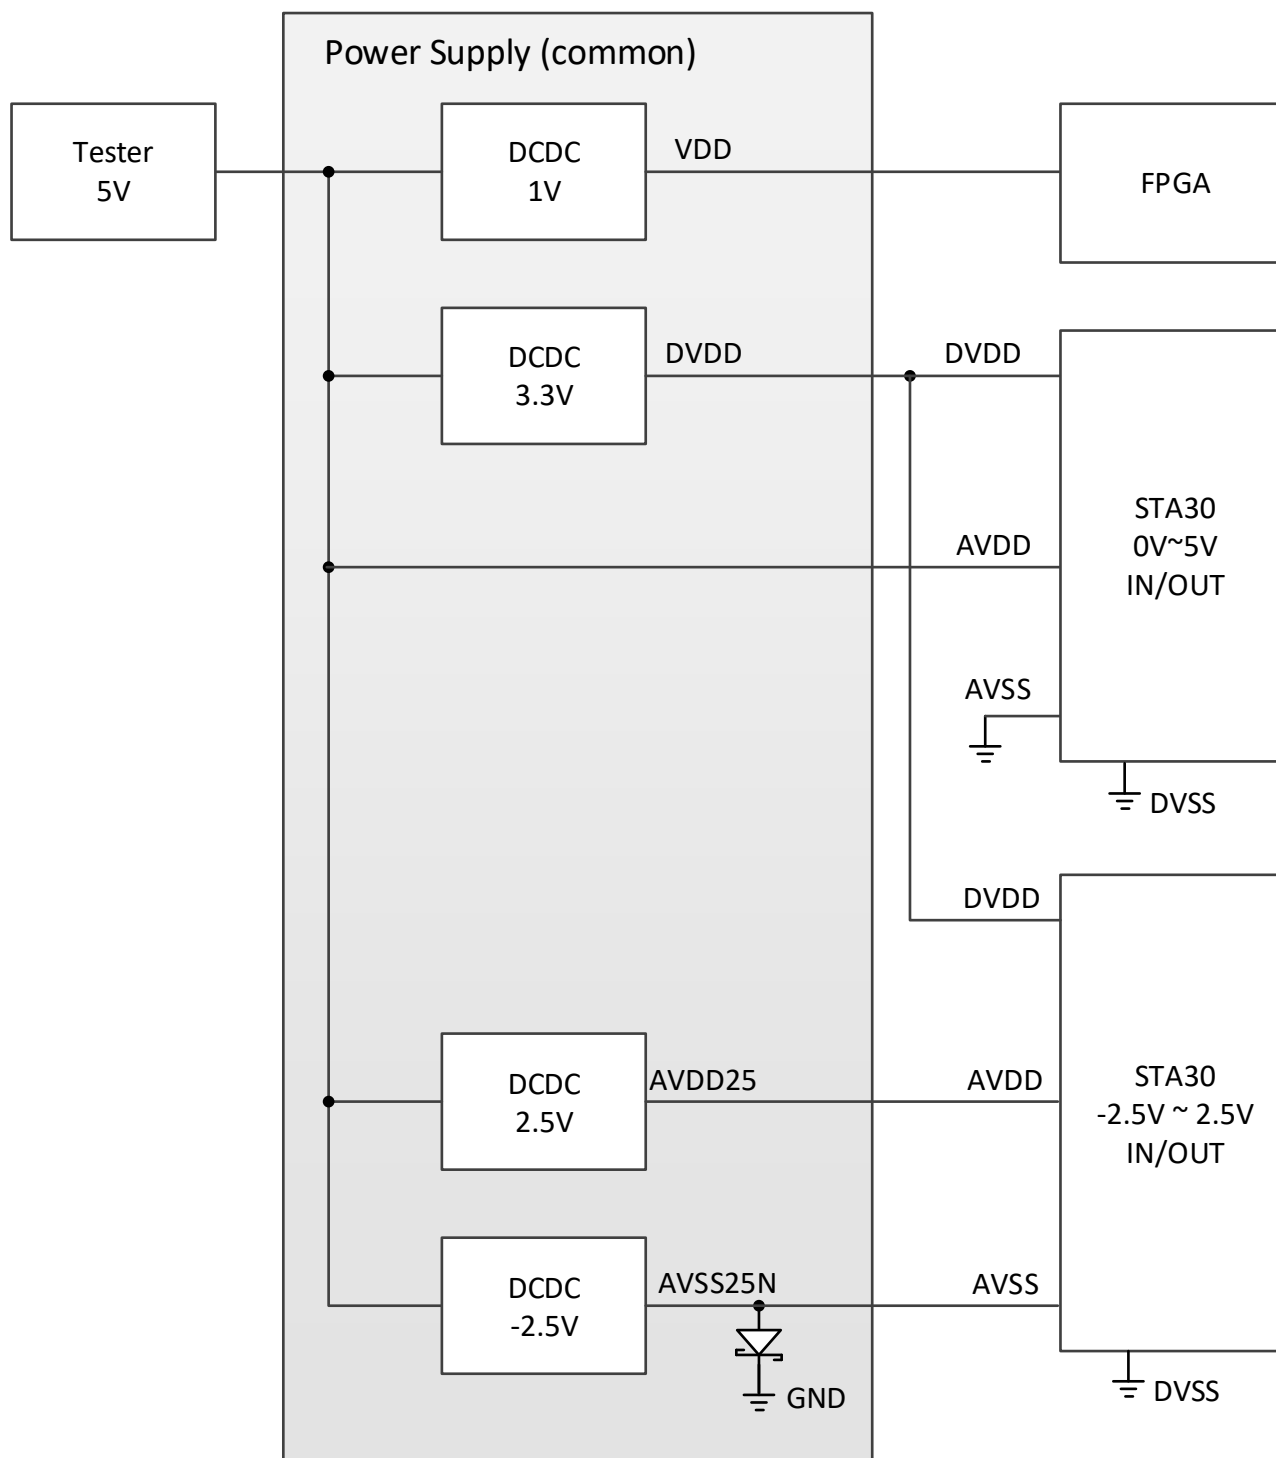 Power Supply (common)
Tester
5V
DCDC
1V
VDD
FPGA
DCDC
3.3V
DVDD
DVDD
STA30
0V~5V
IN/OUT
AVDD
AVSS
DVSS
DVDD
DCDC
2.5V
AVDD25
AVDD
STA30
-2.5V ~ 2.5V
IN/OUT
DCDC
-2.5V
AVSS25N
AVSS
GND
DVSS